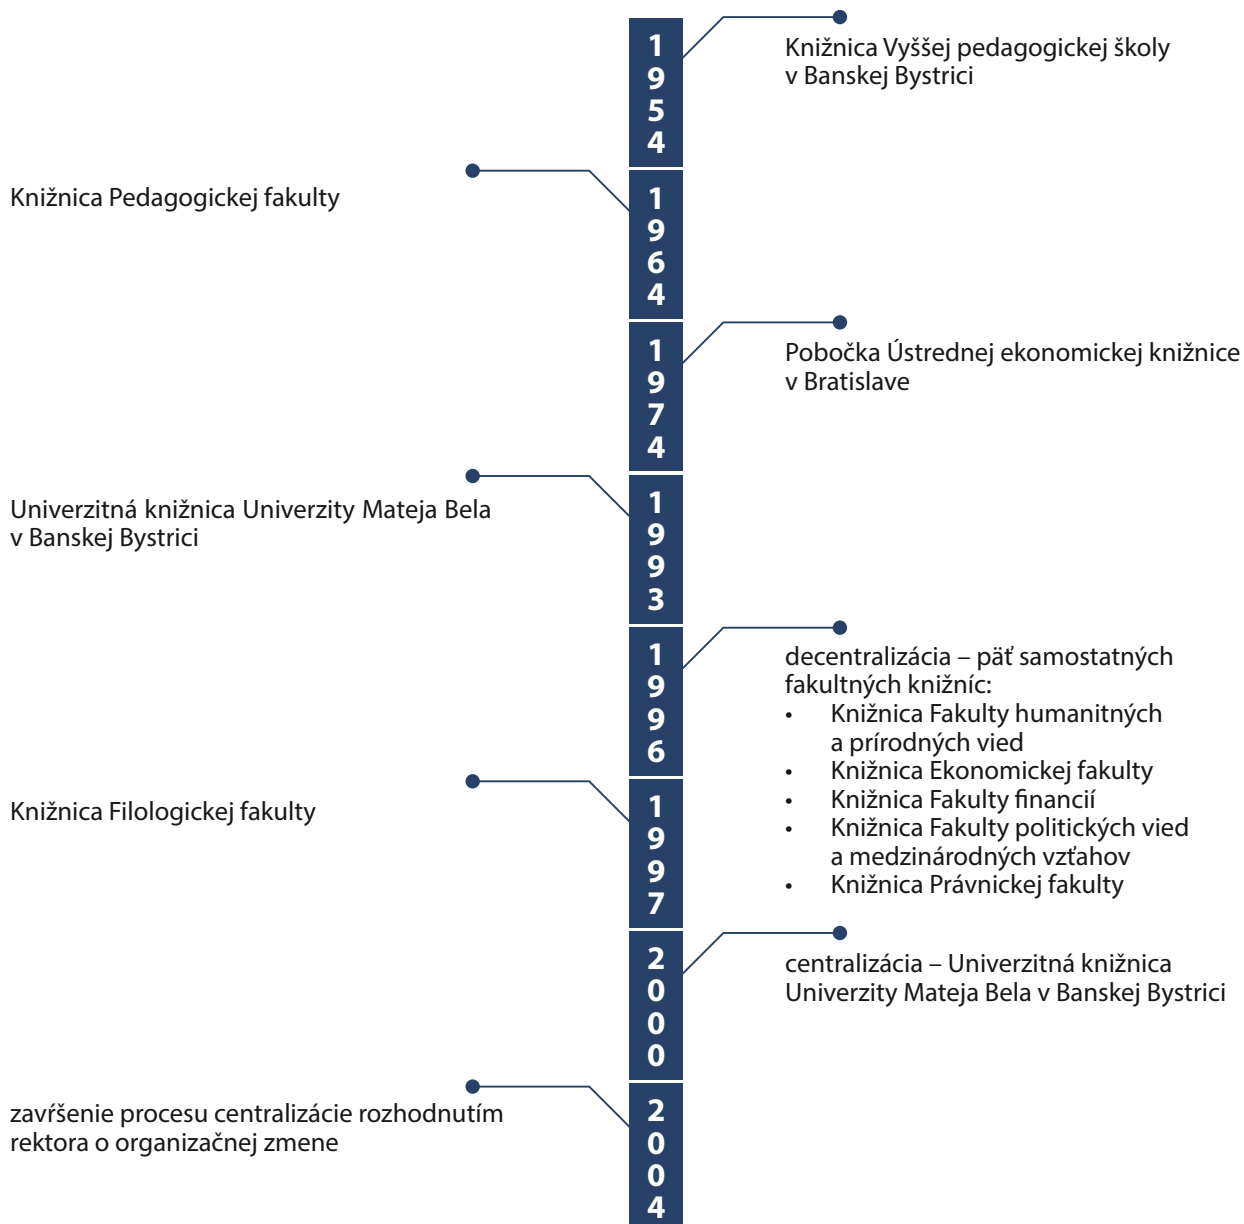 1954
Knižnica Vyššej pedagogickej školy
v Banskej Bystrici
1964
Knižnica Pedagogickej fakulty
1974
Pobočka Ústrednej ekonomickej knižnice
v Bratislave
1993
Univerzitná knižnica Univerzity Mateja Bela
v Banskej Bystrici
1996
decentralizácia – päť samostatných
fakultných knižníc:
• Knižnica Fakulty humanitných
a prírodných vied
• Knižnica Ekonomickej fakulty
• Knižnica Fakulty financií
• Knižnica Fakulty politických vied
a medzinárodných vzťahov
• Knižnica Právnickej fakulty
1997
Knižnica Filologickej fakulty
2000
centralizácia – Univerzitná knižnica
Univerzity Mateja Bela v Banskej Bystrici
2004
zavŕšenie procesu centralizácie rozhodnutím
rektora o organizačnej zmene